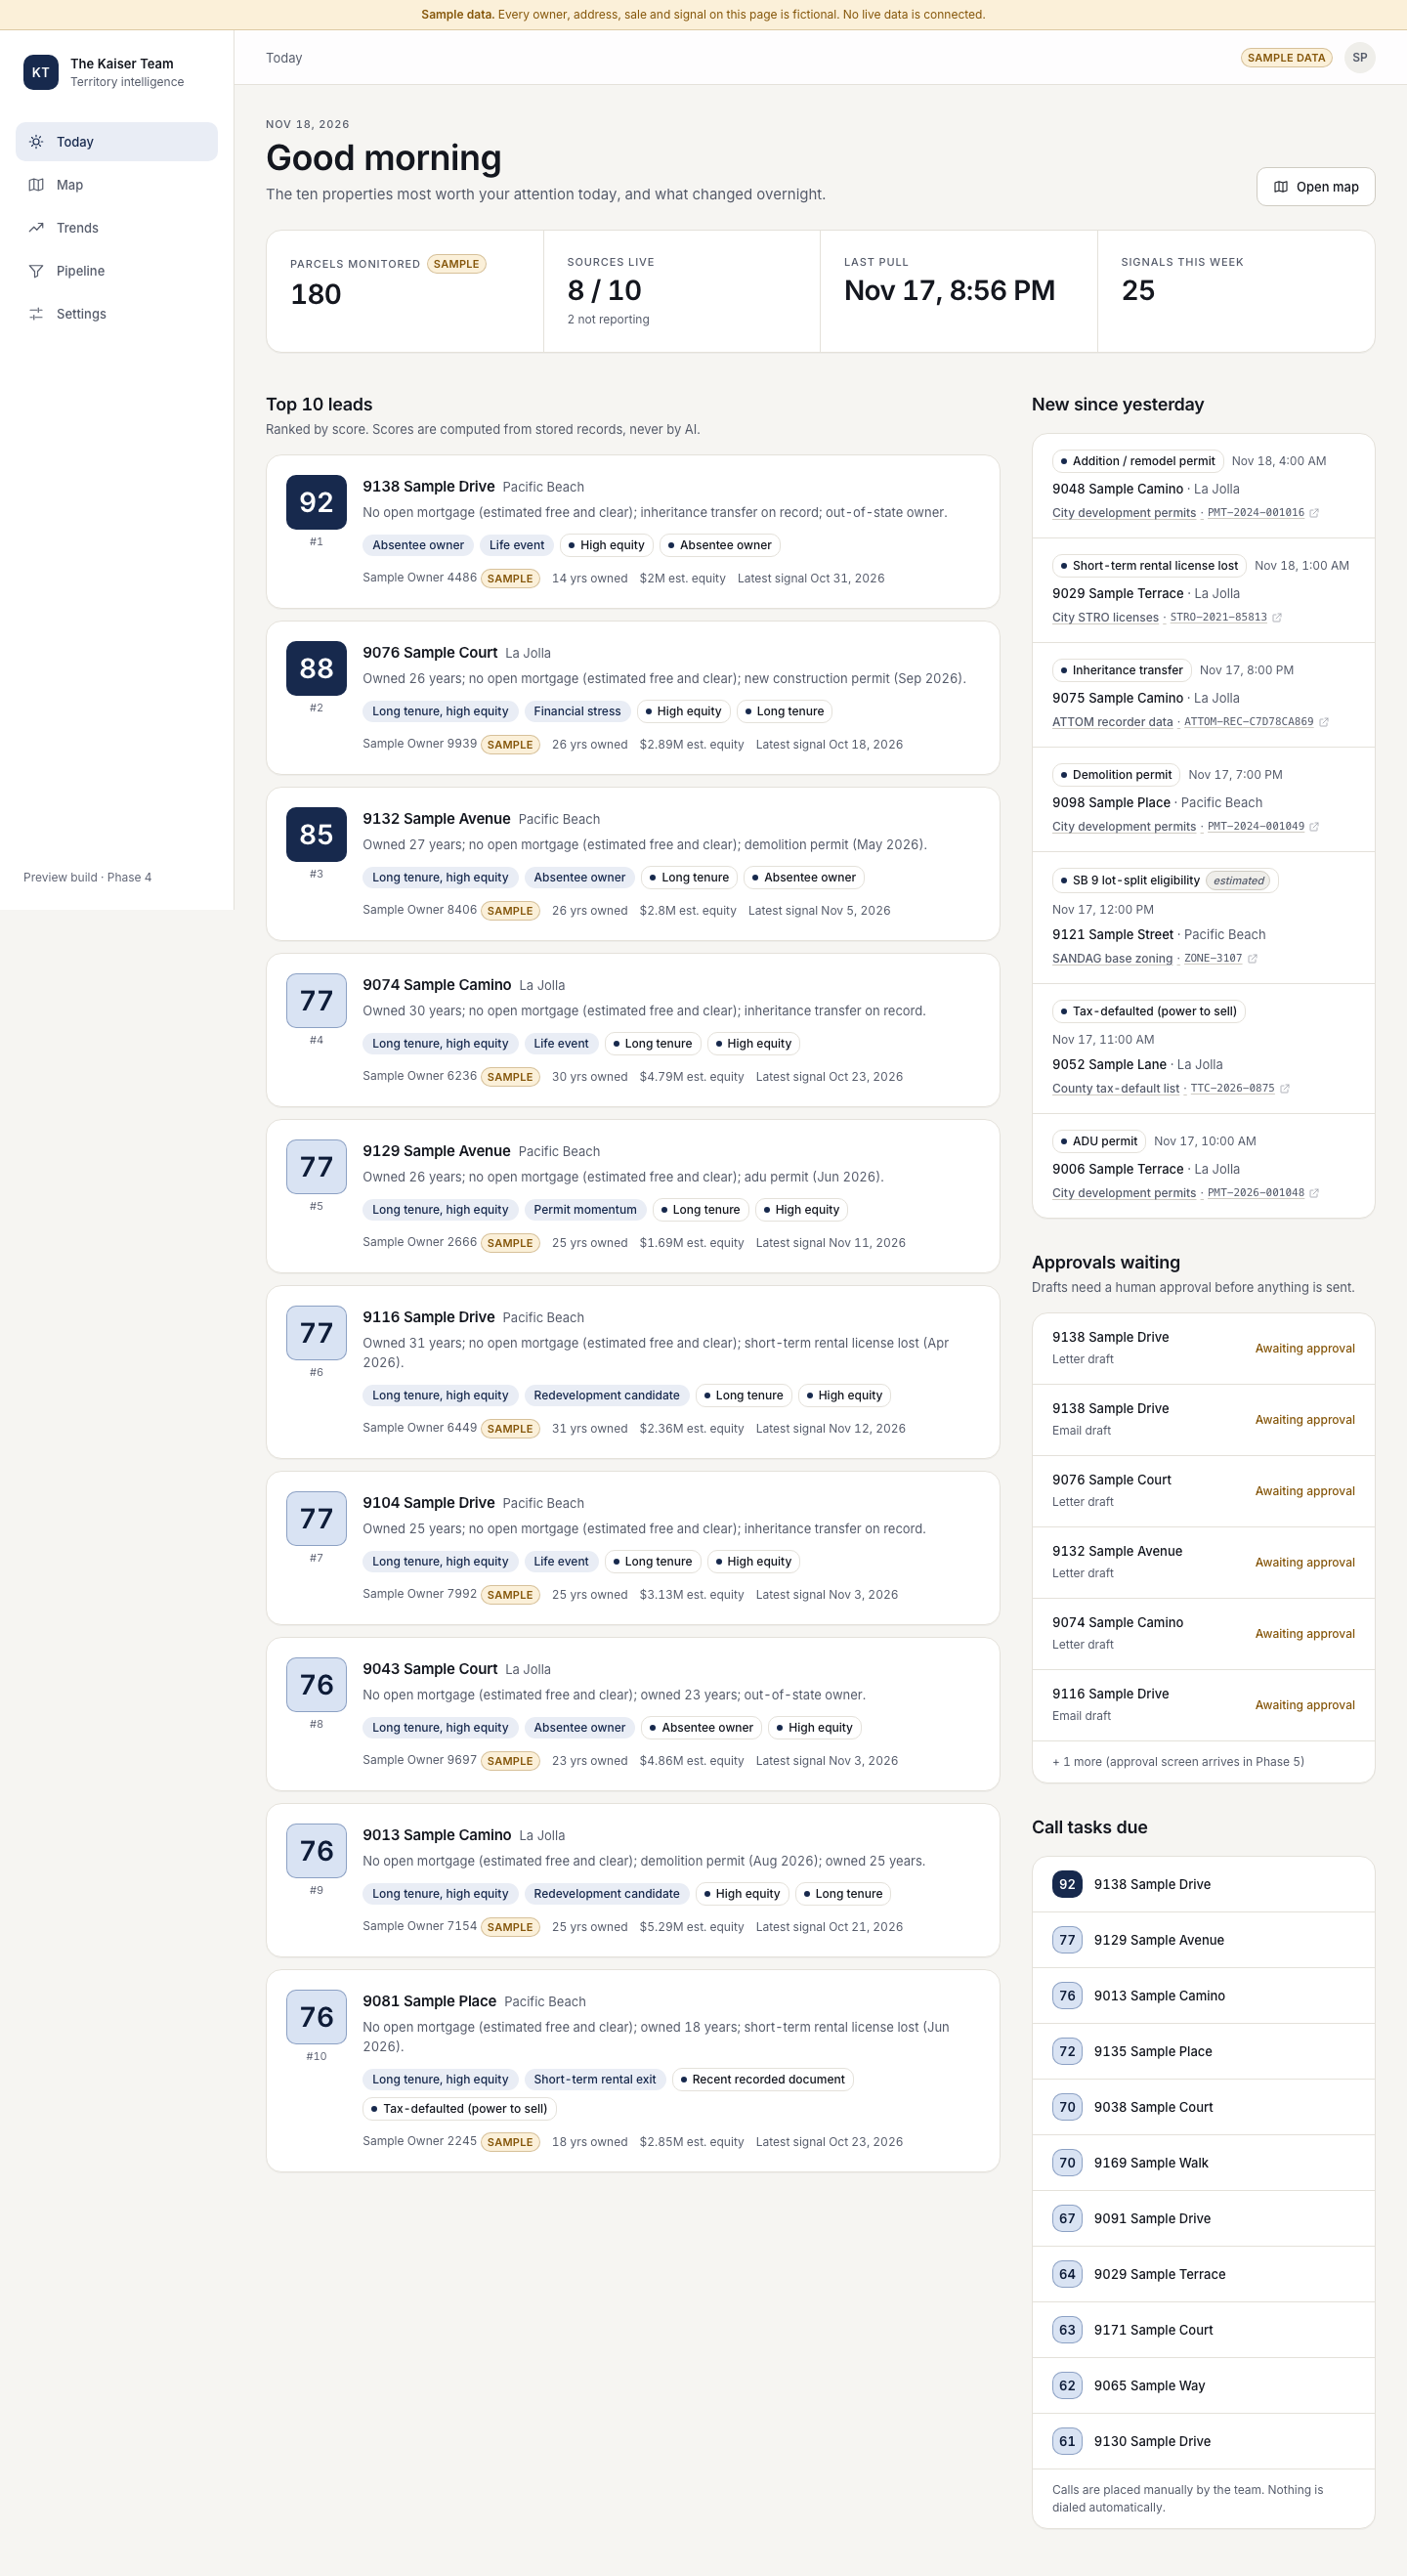 Sample data. Every owner, address, sale and signal on this page is fictional. No live data is connected.
KT
The Kaiser Team
Territory intelligence
Today
Map
Trends
Pipeline
Settings
Preview build · Phase 4
Today
SAMPLE DATA
SP
NOV 18, 2026
Good morning
The ten properties most worth your attention today, and what changed overnight.
Open map
PARCELS MONITORED SAMPLE
180
SOURCES LIVE
8 / 10
2 not reporting
LAST PULL
Nov 17, 8:56 PM
SIGNALS THIS WEEK
25
Top 10 leads
Ranked by score. Scores are computed from stored records, never by AI.
92
#1
9138 Sample Drive Pacific Beach
No open mortgage (estimated free and clear); inheritance transfer on record; out-of-state owner.
Absentee owner Life event High equity Absentee owner
Sample Owner 4486 SAMPLE 14 yrs owned $2M est. equity Latest signal Oct 31, 2026
88
#2
9076 Sample Court La Jolla
Owned 26 years; no open mortgage (estimated free and clear); new construction permit (Sep 2026).
Long tenure, high equity Financial stress High equity Long tenure
Sample Owner 9939 SAMPLE 26 yrs owned $2.89M est. equity Latest signal Oct 18, 2026
85
#3
9132 Sample Avenue Pacific Beach
Owned 27 years; no open mortgage (estimated free and clear); demolition permit (May 2026).
Long tenure, high equity Absentee owner Long tenure Absentee owner
Sample Owner 8406 SAMPLE 26 yrs owned $2.8M est. equity Latest signal Nov 5, 2026
77
#4
9074 Sample Camino La Jolla
Owned 30 years; no open mortgage (estimated free and clear); inheritance transfer on record.
Long tenure, high equity Life event Long tenure High equity
Sample Owner 6236 SAMPLE 30 yrs owned $4.79M est. equity Latest signal Oct 23, 2026
77
#5
9129 Sample Avenue Pacific Beach
Owned 26 years; no open mortgage (estimated free and clear); adu permit (Jun 2026).
Long tenure, high equity Permit momentum Long tenure High equity
Sample Owner 2666 SAMPLE 25 yrs owned $1.69M est. equity Latest signal Nov 11, 2026
77
#6
9116 Sample Drive Pacific Beach
Owned 31 years; no open mortgage (estimated free and clear); short-term rental license lost (Apr
2026).
Long tenure, high equity Redevelopment candidate Long tenure High equity
Sample Owner 6449 SAMPLE 31 yrs owned $2.36M est. equity Latest signal Nov 12, 2026
77
#7
9104 Sample Drive Pacific Beach
Owned 25 years; no open mortgage (estimated free and clear); inheritance transfer on record.
Long tenure, high equity Life event Long tenure High equity
Sample Owner 7992 SAMPLE 25 yrs owned $3.13M est. equity Latest signal Nov 3, 2026
76
#8
9043 Sample Court La Jolla
No open mortgage (estimated free and clear); owned 23 years; out-of-state owner.
Long tenure, high equity Absentee owner Absentee owner High equity
Sample Owner 9697 SAMPLE 23 yrs owned $4.86M est. equity Latest signal Nov 3, 2026
76
#9
9013 Sample Camino La Jolla
No open mortgage (estimated free and clear); demolition permit (Aug 2026); owned 25 years.
Long tenure, high equity Redevelopment candidate High equity Long tenure
Sample Owner 7154 SAMPLE 25 yrs owned $5.29M est. equity Latest signal Oct 21, 2026
76
#10
9081 Sample Place Pacific Beach
No open mortgage (estimated free and clear); owned 18 years; short-term rental license lost (Jun
2026).
Long tenure, high equity Short-term rental exit Recent recorded document
Tax-defaulted (power to sell)
Sample Owner 2245 SAMPLE 18 yrs owned $2.85M est. equity Latest signal Oct 23, 2026
New since yesterday
Addition / remodel permit Nov 18, 4:00 AM
9048 Sample Camino · La Jolla
City development permits · PMT-2024-001016
Short-term rental license lost Nov 18, 1:00 AM
9029 Sample Terrace · La Jolla
City STRO licenses · STRO-2021-85813
Inheritance transfer Nov 17, 8:00 PM
9075 Sample Camino · La Jolla
ATTOM recorder data · ATTOM-REC-C7D78CA869
Demolition permit Nov 17, 7:00 PM
9098 Sample Place · Pacific Beach
City development permits · PMT-2024-001049
SB 9 lot-split eligibility estimated
Nov 17, 12:00 PM
9121 Sample Street · Pacific Beach
SANDAG base zoning · ZONE-3107
Tax-defaulted (power to sell)
Nov 17, 11:00 AM
9052 Sample Lane · La Jolla
County tax-default list · TTC-2026-0875
ADU permit Nov 17, 10:00 AM
9006 Sample Terrace · La Jolla
City development permits · PMT-2026-001048
Approvals waiting
Drafts need a human approval before anything is sent.
9138 Sample Drive
Letter draft
Awaiting approval
9138 Sample Drive
Email draft
Awaiting approval
9076 Sample Court
Letter draft
Awaiting approval
9132 Sample Avenue
Letter draft
Awaiting approval
9074 Sample Camino
Letter draft
Awaiting approval
9116 Sample Drive
Email draft
Awaiting approval
+ 1 more (approval screen arrives in Phase 5)
Call tasks due
92 9138 Sample Drive
77 9129 Sample Avenue
76 9013 Sample Camino
72 9135 Sample Place
70 9038 Sample Court
70 9169 Sample Walk
67 9091 Sample Drive
64 9029 Sample Terrace
63 9171 Sample Court
62 9065 Sample Way
61 9130 Sample Drive
Calls are placed manually by the team. Nothing is
dialed automatically.